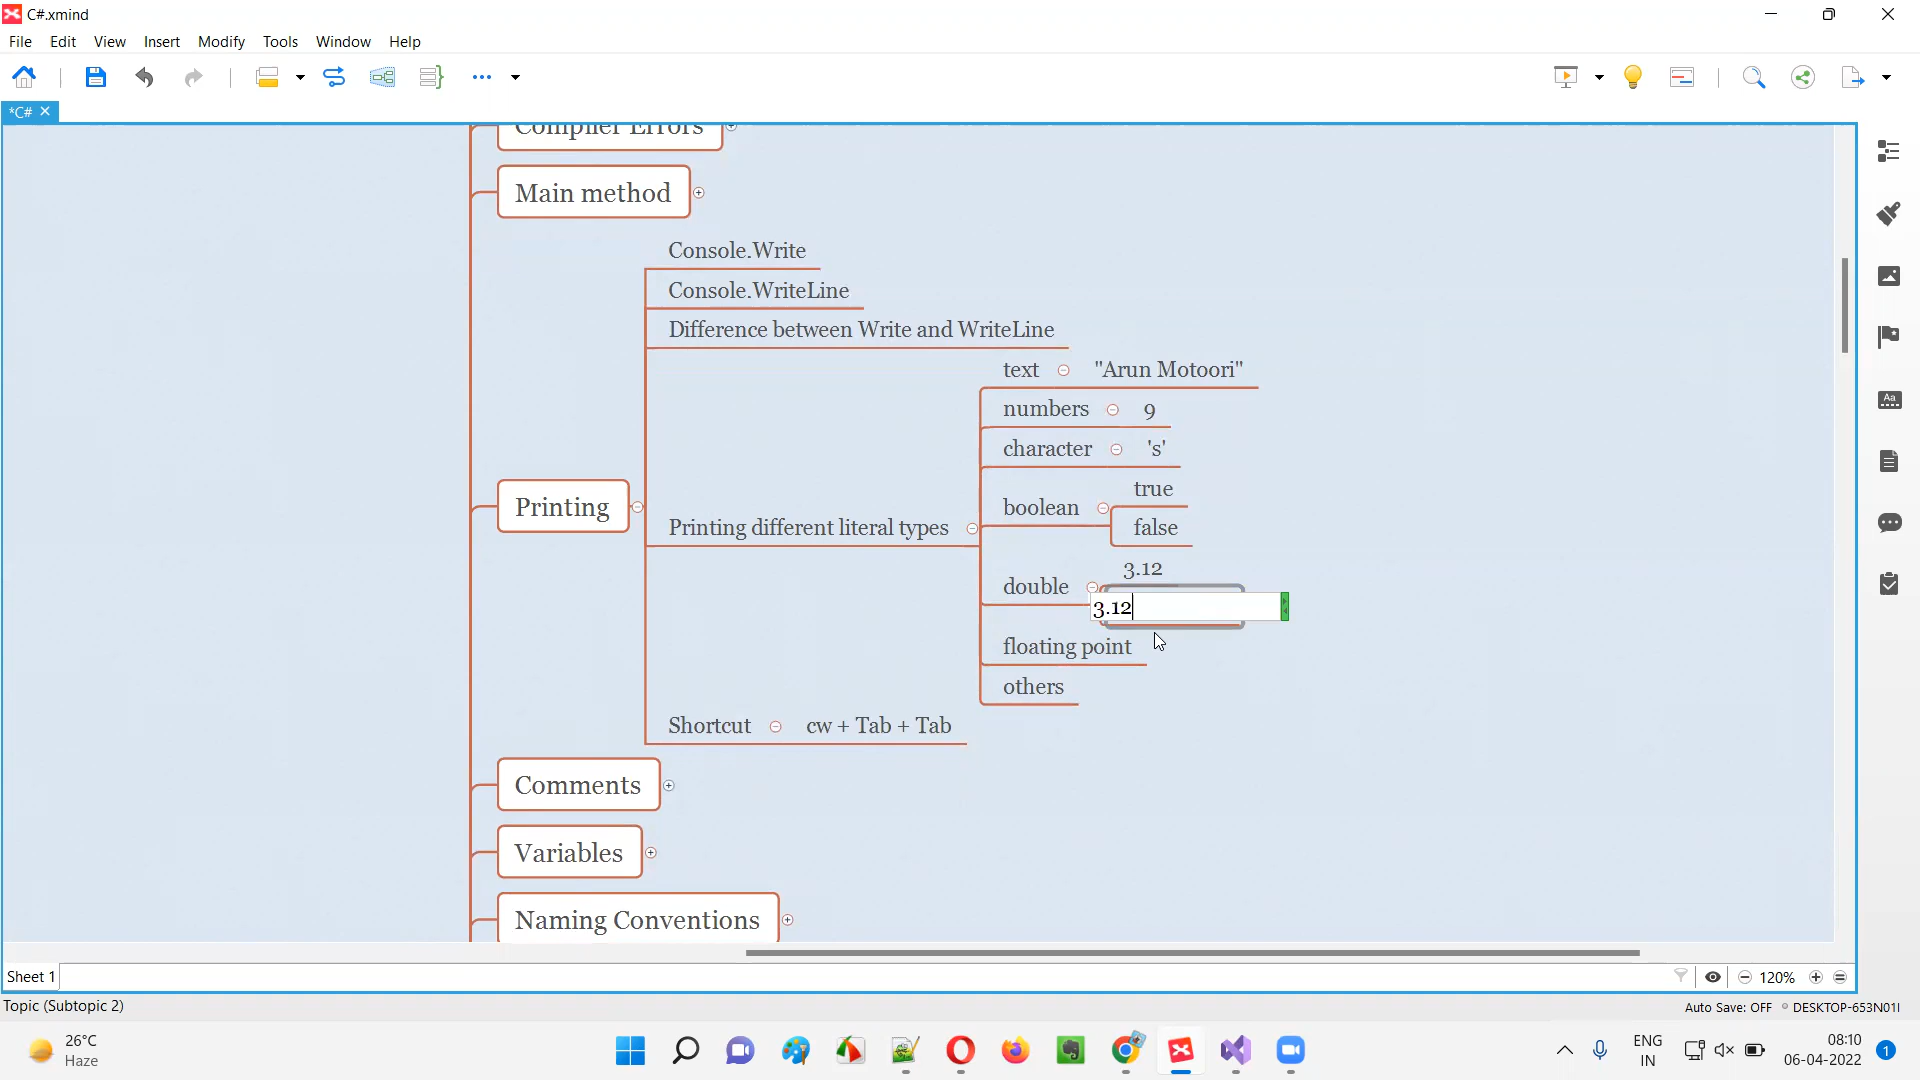 C#.xmind
File Edit View Insert Modify Tools Window Help
*C#
Compiler Errors
Main method
Console.Write
Console.WriteLine
Difference between Write and WriteLine
text "Arun Motoori"
numbers 9
character 's'
true
boolean
false
Printing
Printing different literal types
3.12
double
3.12
floating point
others
Shortcut cw + Tab + Tab
Comments
Variables
Naming Conventions
Aa
Sheet 1
120%
Topic (Subtopic 2)
Auto Save: OFF
DESKTOP-653N01I
26°C
Haze
ENG
IN
08:10
06-04-2022
1